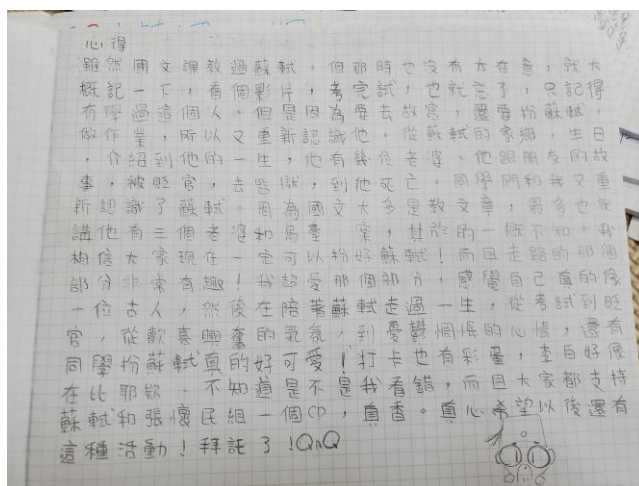 心得
雖然國文課教過蘇軾，但那時也沒有太在意，就大
概記一下，看個影片，考完試，也就忘了，只記得
有學過這個人。但是因為要去故宮，還要扮蘇軾，
做作業，所以又重新認識他。從蘇軾的家鄉，生日
，介紹到他的一生，他有幾位老婆、他跟朋友的故
事，被貶官，去監獄，到他死亡。同學們和我又重
新認識了蘇軾。因為國文大多是教文章，最多也能
講他有三個老婆和烏臺 案，其於的一概不知。我
相信大家現在一定可以扮好蘇軾！而且走路的那個
部分非常有趣！我超愛那個部分，感覺自己真的像
一位古人，然後在陪著蘇軾走過一生，從考試到貶
官，從歡喜興奮的氣氛，到憂鬱惆悵的心悵，還有
同學扮蘇軾真的好可愛！打卡也有彩蛋，李白好像
在比耶欸，不知道是不是我看錯，而且大家都支持
蘇軾和張懷民組一個CP，真香。真心希望以後還有
這種活動！拜託了！QAQ